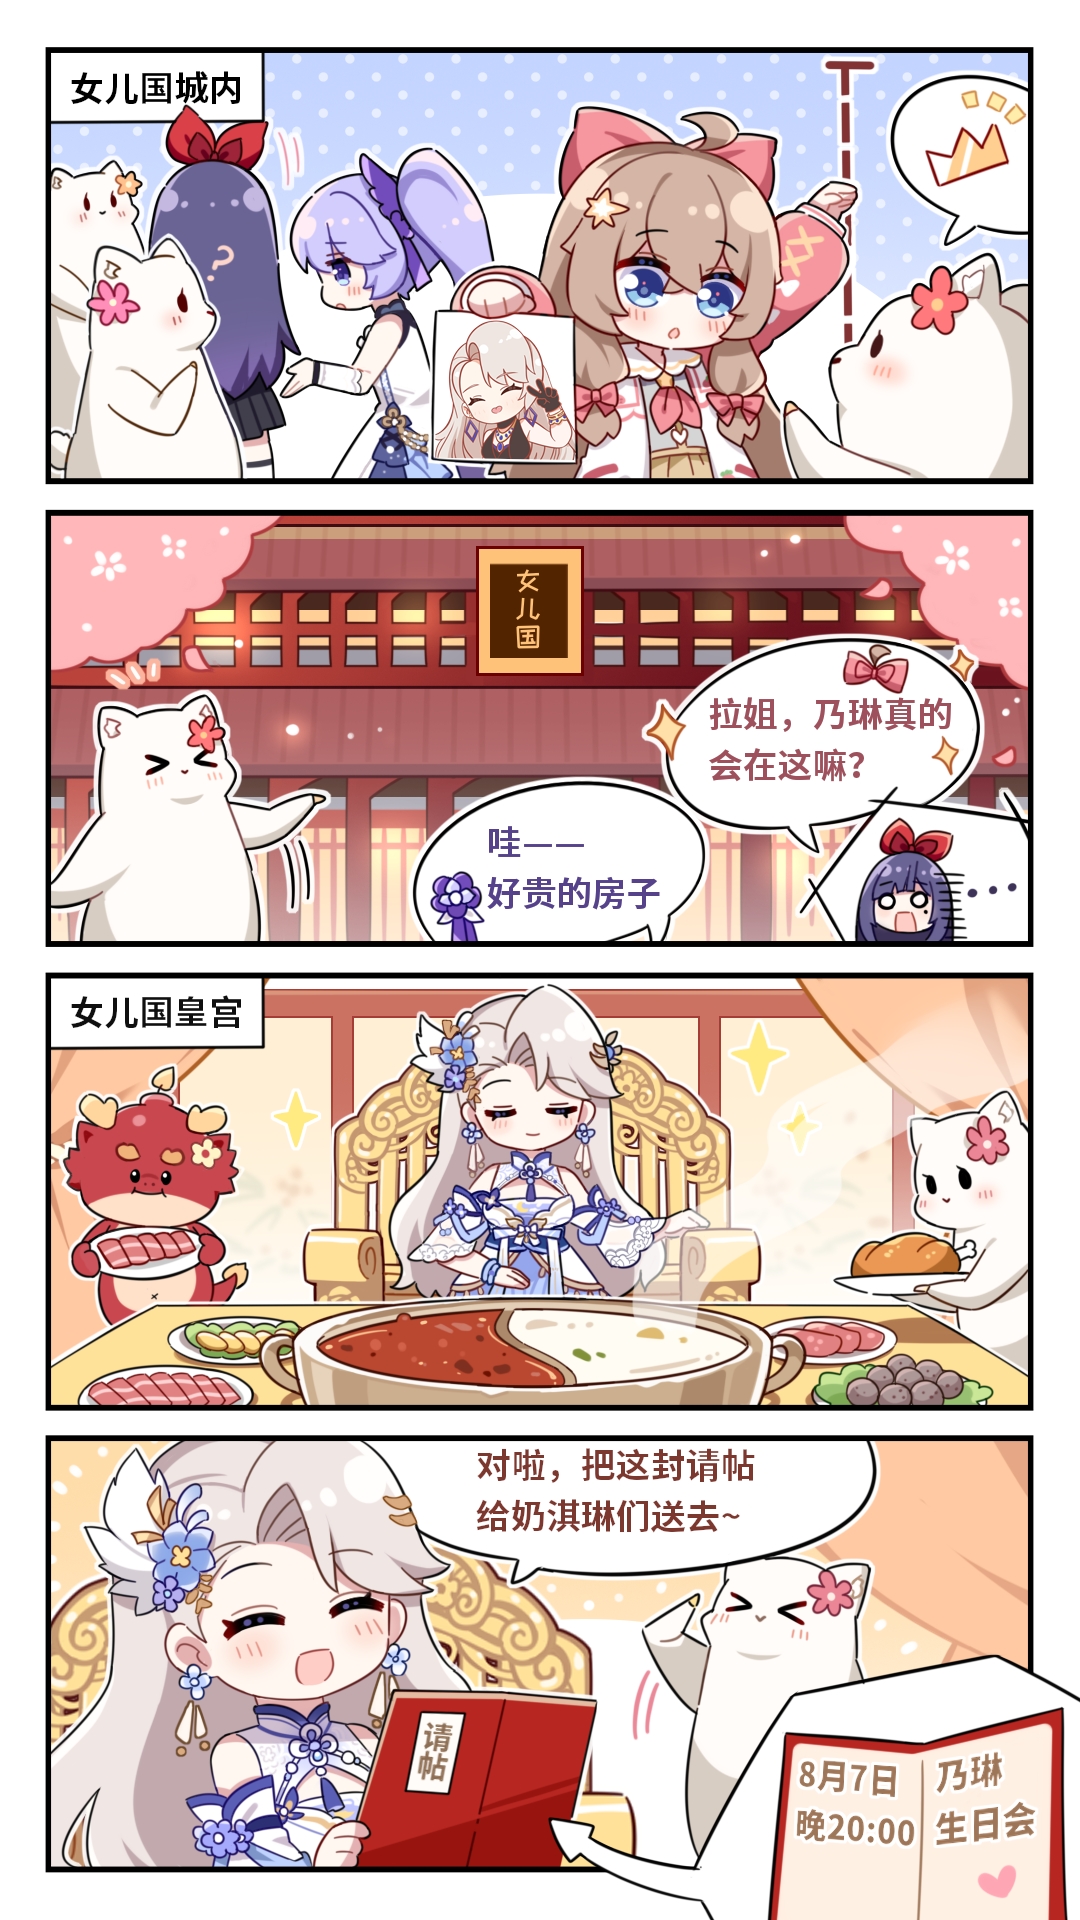 女儿国城内
?
女儿国
拉姐，乃琳真的
会在这嘛？
哇——
好贵的房子
...
女儿国皇宫
对啦，把这封请帖
给奶淇琳们送去~
请帖
8月7日
晚20:00
乃琳
生日会